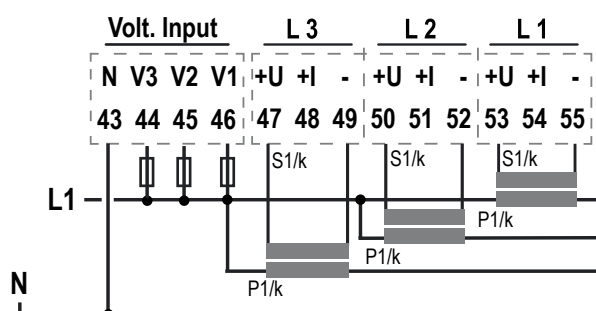 Volt. Input L 3 L 2 L 1
N V3 V2 V1 +U +I - +U +I - +U +I -
43 44 45 46 47 48 49 50 51 52 53 54 55
S1/k S1/k S1/k
L1
P1/k
P1/k
N P1/k